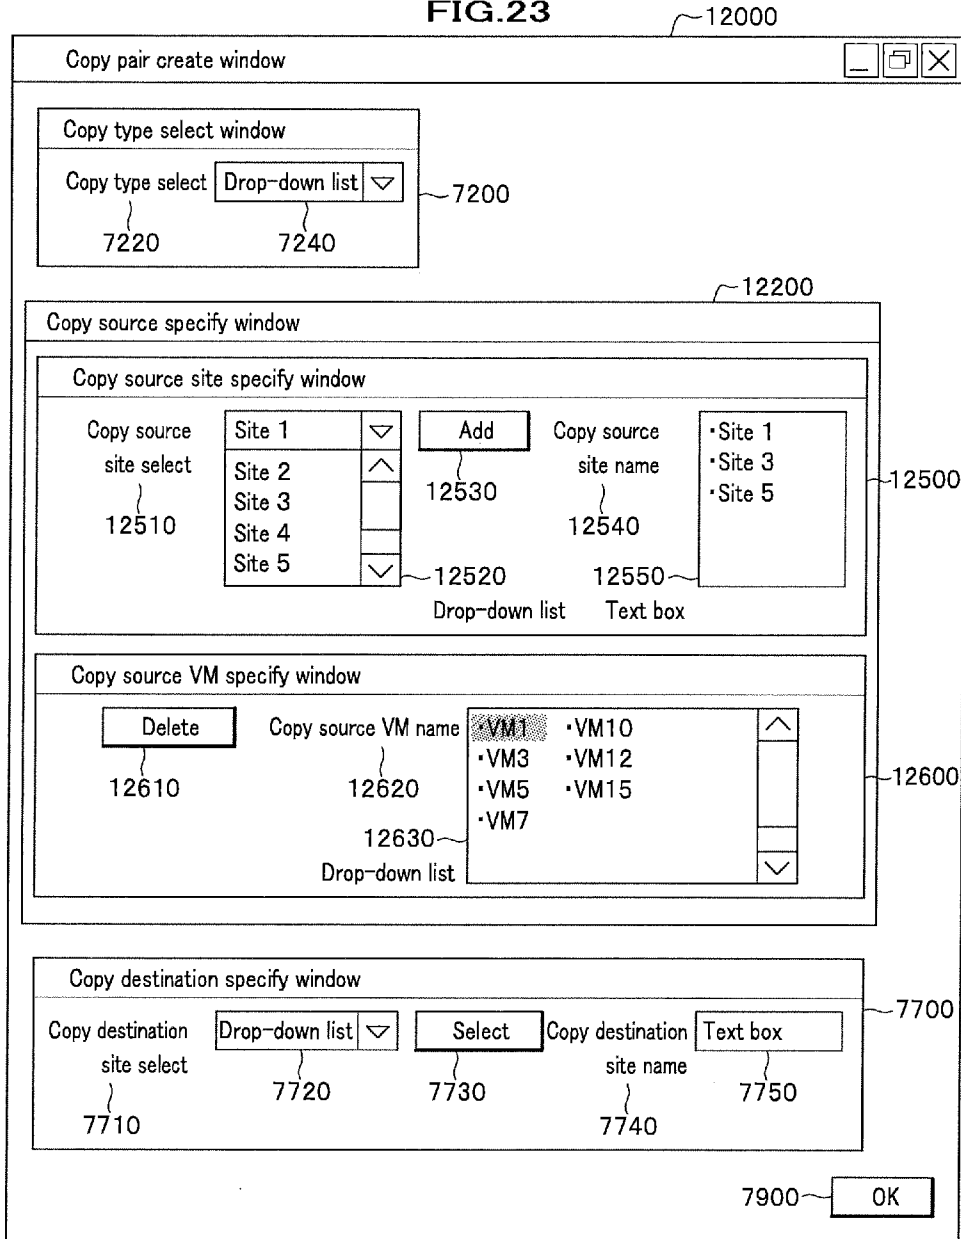 FIG.23
12000
Copy pair create window
Copy type select window
Copy type select Drop-down list
7200
7220 7240
12200
Copy source specify window
Copy source site specify window
Copy source Site 1 Add Copy source ·Site 1
site select Site 2 site name ·Site 3
Site 3 12530 ·Site 5 12500
12510 Site 4 12540
Site 5 12520 12550
Drop-down list Text box
Copy source VM specify window
Delete Copy source VM name ·VM1 ·VM10
·VM3 ·VM12
12610 12620 ·VM5 ·VM15 12600
·VM7
12630
Drop-down list
Copy destination specify window
7700
Copy destination Drop-down list Select Copy destination Text box
site select site name
7720 7730 7750
7710 7740
7900 OK